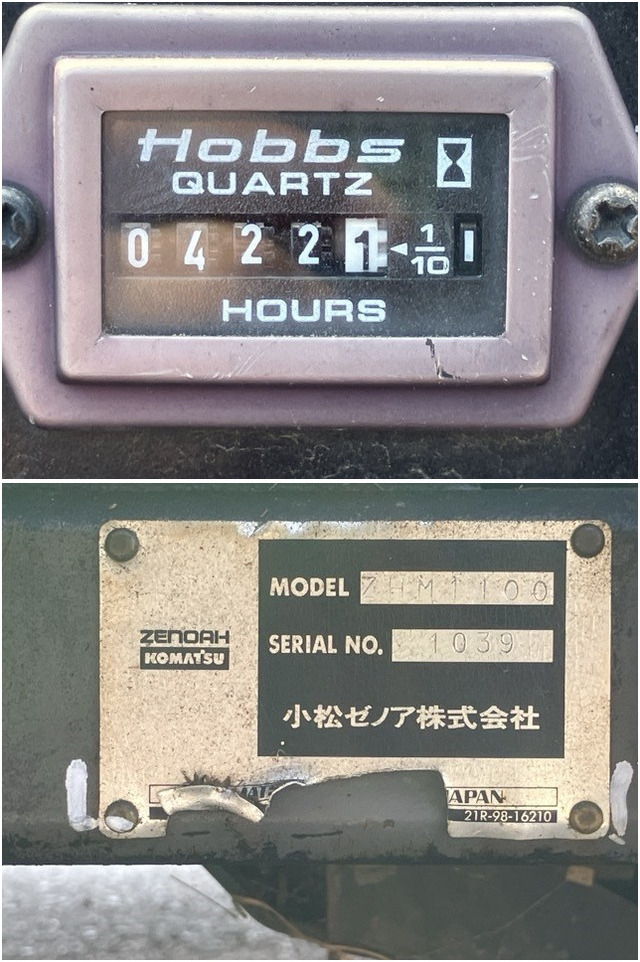 Hobbs
QUARTZ
0 4 2 2 1 ◄ 1/10
HOURS
MODEL ZHM1100
ZENOAH
KOMATSU
SERIAL NO. 1039
小松ゼノア株式会社
JAPAN
21R-98-16210